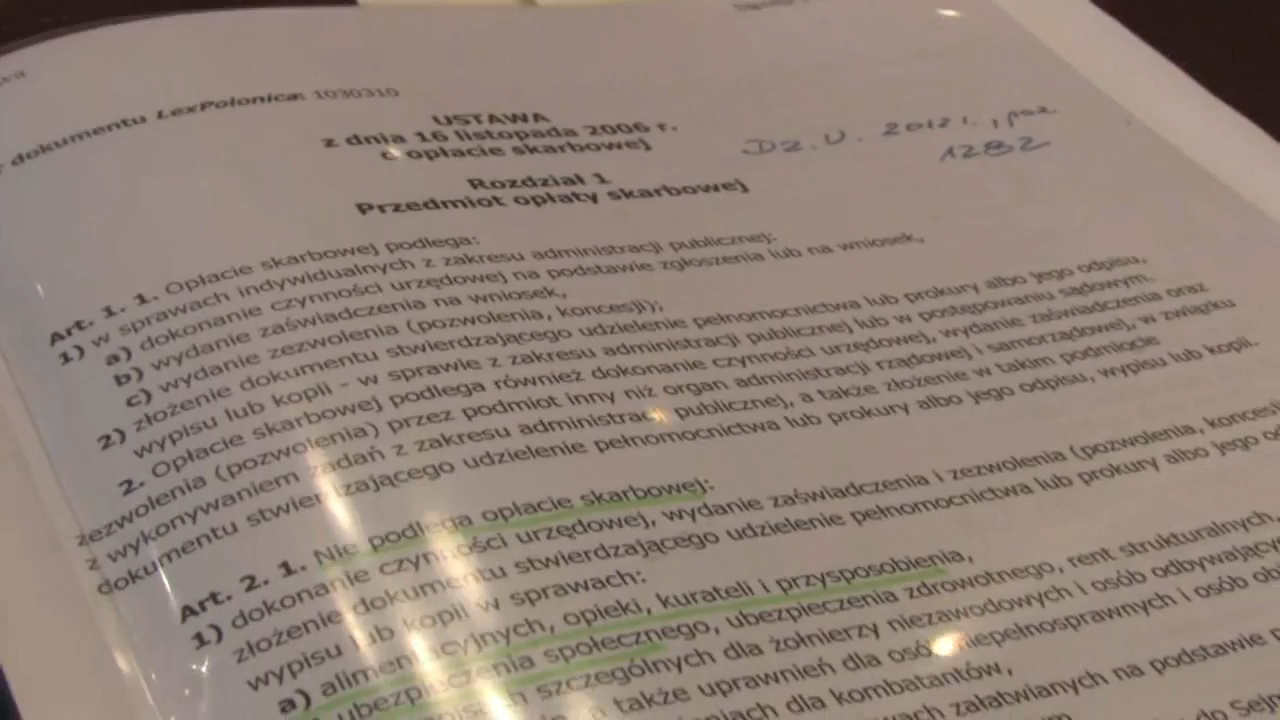 dokumentu LexPolonica: 1030310
USTAWA
z dnia 16 listopada 2006 r.
o opłacie skarbowej
Dz. U. 2012 r., poz
1282
Rozdział 1
Przedmiot opłaty skarbowej
Art. 1. 1. Opłacie skarbowej podlega:
1) w sprawach indywidualnych z zakresu administracji publicznej:
a) dokonanie czynności urzędowej na podstawie zgłoszenia lub na wniosek,
b) wydanie zaświadczenia na wniosek,
c) wydanie zezwolenia (pozwolenia, koncesji);
2) złożenie dokumentu stwierdzającego udzielenie pełnomocnictwa lub prokury albo jego odpisu,
wypisu lub kopii - w sprawie z zakresu administracji publicznej lub w postępowaniu sądowym.
2. Opłacie skarbowej podlega również dokonanie czynności urzędowej, wydanie zaświadczenia oraz
zezwolenia (pozwolenia) przez podmiot inny niż organ administracji rządowej i samorządowej, w związku
z wykonywaniem zadań z zakresu administracji publicznej, a także złożenie w takim podmiocie
dokumentu stwierdzającego udzielenie pełnomocnictwa lub prokury albo jego odpisu, wypisu lub kopii.
Art. 2. 1. Nie podlega opłacie skarbowej:
1) dokonanie czynności urzędowej, wydanie zaświadczenia i zezwolenia (pozwolenia, koncesji
złożenie dokumentu stwierdzającego udzielenie pełnomocnictwa lub prokury albo jego od
wypisu lub kopii w sprawach:
a) alimentacyjnych, opieki, kurateli i przysposobienia,
ubezpieczenia społecznego, ubezpieczenia zdrowotnego, rent strukturalnych,
szczególnych dla żołnierzy niezawodowych i osób odbywający
a także uprawnień dla osób niepełnosprawnych i osób ob
dla kombatantów,
załatwianych na podstawie
do Sej